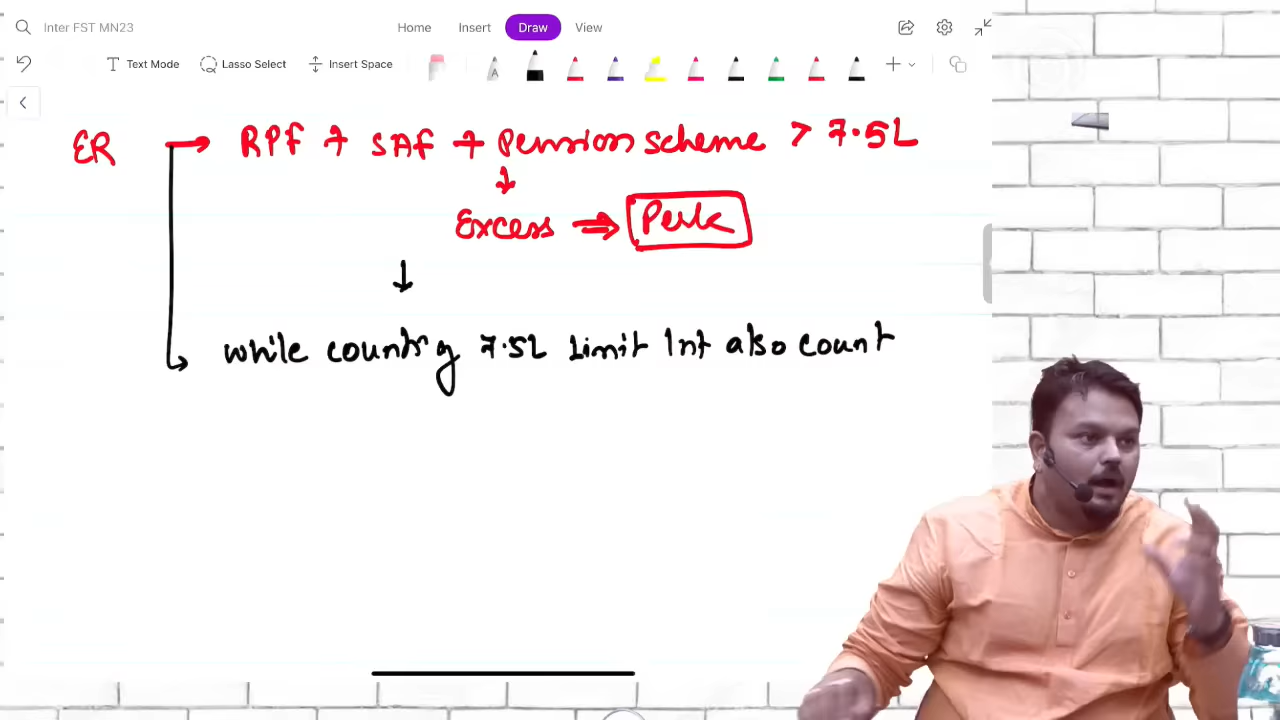 Inter FST MN23
Home Insert Draw View
Text Mode Lasso Select Insert Space
ER → RPF + SAF + Pension scheme > 7.5L
↓
Excess ⇒ Perk
↓
while counting 7.5L Limit Int also count